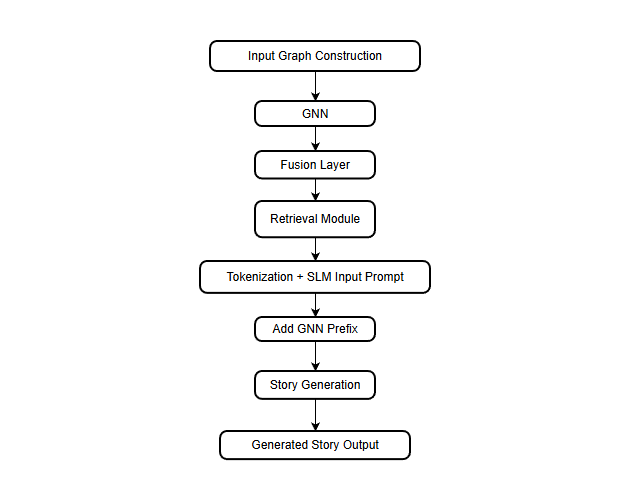 Input Graph Construction
GNN
Fusion Layer
Retrieval Module
Tokenization + SLM Input Prompt
Add GNN Prefix
Story Generation
Generated Story Output